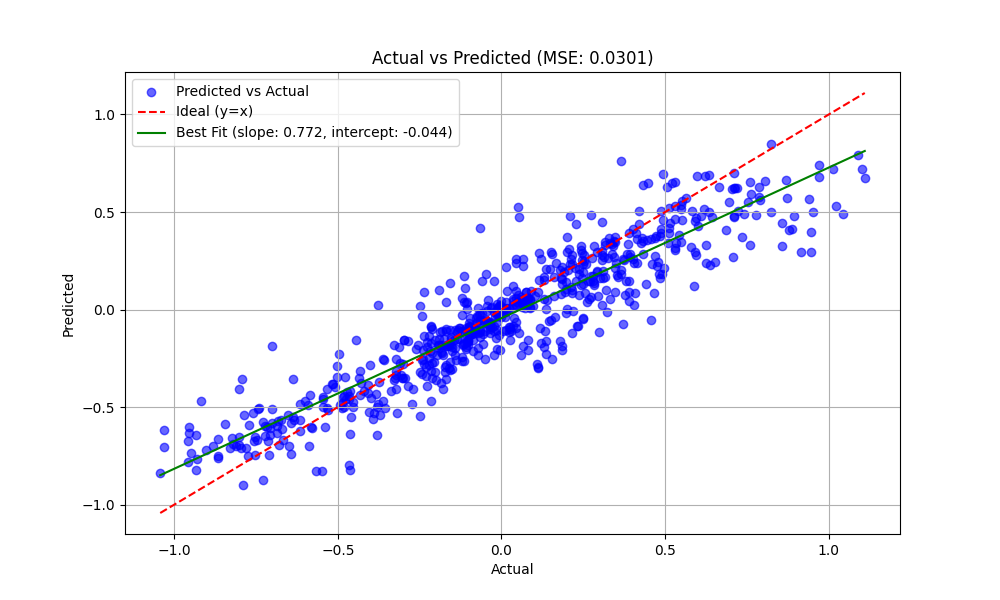 Actual vs Predicted (MSE: 0.0301)
Predicted vs Actual
Ideal (y=x)
Best Fit (slope: 0.772, intercept: -0.044)
Predicted
1.0
0.5
0.0
−0.5
−1.0
−1.0 −0.5 0.0 0.5 1.0
Actual